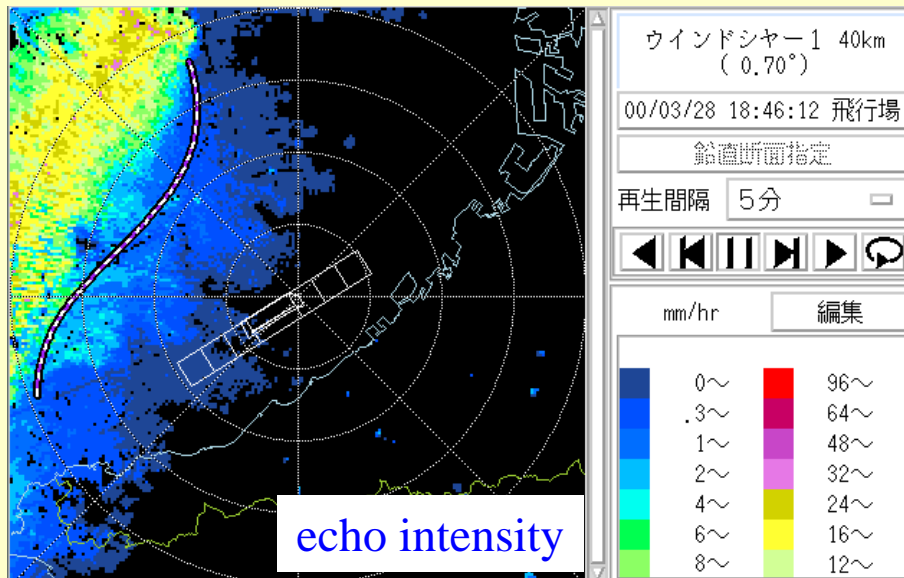 ウインドシヤー１ 40km
( 0.70°)
00/03/28 18:46:12 飛行場
鉛直断面指定
再生間隔 ５分
mm/hr 編集
0～ 96～
.3～ 64～
1～ 48～
2～ 32～
4～ 24～
6～ 16～
8～ 12～
echo intensity